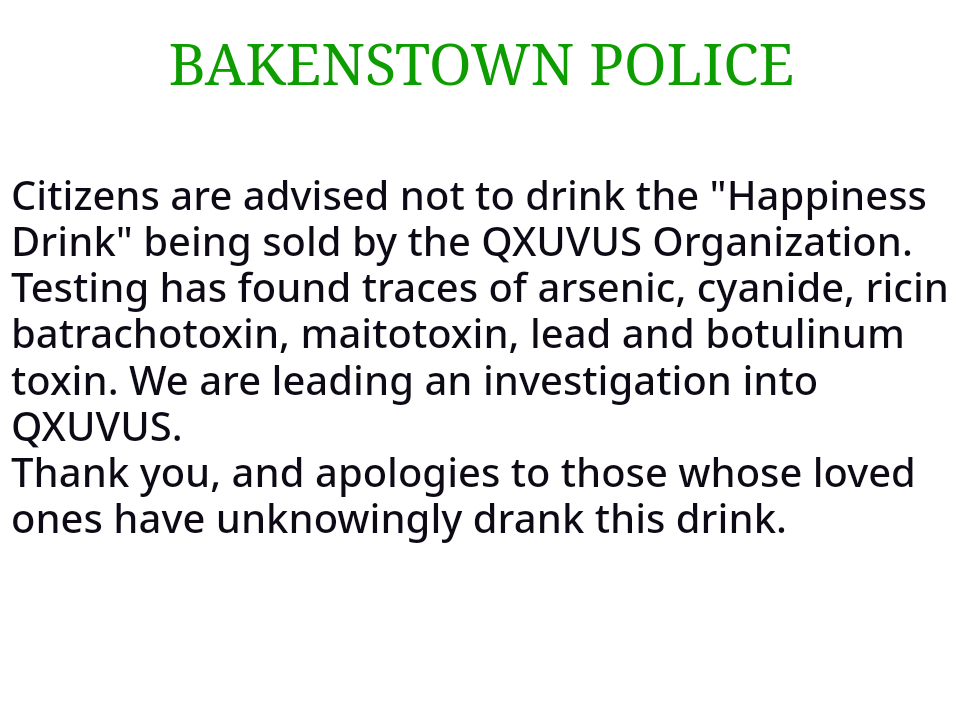 BAKENSTOWN POLICE
Citizens are advised not to drink the "Happiness
Drink" being sold by the QXUVUS Organization.
Testing has found traces of arsenic, cyanide, ricin
batrachotoxin, maitotoxin, lead and botulinum
toxin. We are leading an investigation into
QXUVUS.
Thank you, and apologies to those whose loved
ones have unknowingly drank this drink.